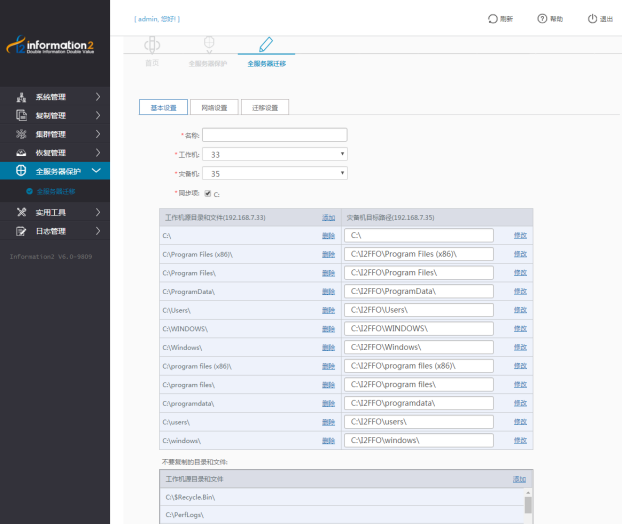 [admin, 您好!]
刷新
帮助
退出
information2
Double Information Double Value
首页
全服务器保护
全服务器迁移
系统管理
复制管理
集群管理
恢复管理
全服务器保护
全服务器迁移
实用工具
日志管理
Information2 V6.0-9809
基本设置
网络设置
迁移设置
*名称:
*工作机: 33
*灾备机: 35
*同步项: C:
工作机源目录和文件(192.168.7.33) 添加 灾备机目标路径(192.168.7.35)
C:\ 删除 C:\ 修改
C:\Program Files (x86)\ 删除 C:\I2FFO\Program Files (x86)\ 修改
C:\Program Files\ 删除 C:\I2FFO\Program Files\ 修改
C:\ProgramData\ 删除 C:\I2FFO\ProgramData\ 修改
C:\Users\ 删除 C:\I2FFO\Users\ 修改
C:\WINDOWS\ 删除 C:\I2FFO\WINDOWS\ 修改
C:\Windows\ 删除 C:\I2FFO\Windows\ 修改
C:\program files (x86)\ 删除 C:\I2FFO\program files (x86)\ 修改
C:\program files\ 删除 C:\I2FFO\program files\ 修改
C:\programdata\ 删除 C:\I2FFO\programdata\ 修改
C:\users\ 删除 C:\I2FFO\users\ 修改
C:\windows\ 删除 C:\I2FFO\windows\ 修改
不要复制的目录和文件:
工作机源目录和文件 添加
C:\$Recycle.Bin\
C:\PerfLogs\